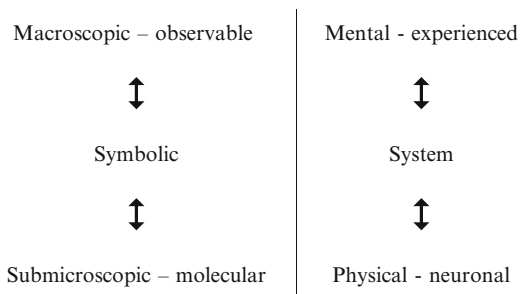 Macroscopic – observable
Mental - experienced
Symbolic
System
Submicroscopic – molecular
Physical - neuronal